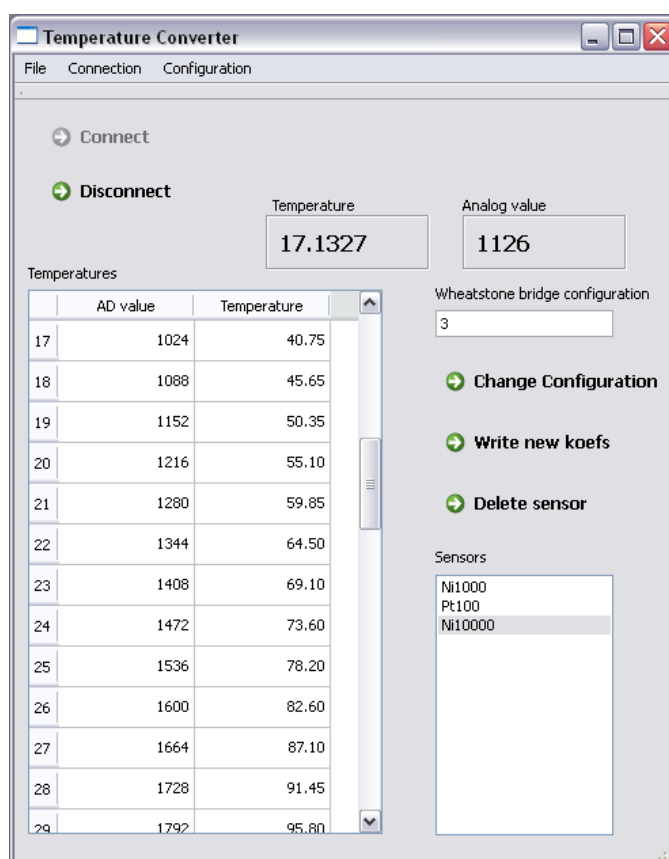 Temperature Converter
File Connection Configuration
Connect
Disconnect
Temperature
17.1327
Analog value
1126
Temperatures
AD value Temperature
17 1024 40.75
18 1088 45.65
19 1152 50.35
20 1216 55.10
21 1280 59.85
22 1344 64.50
23 1408 69.10
24 1472 73.60
25 1536 78.20
26 1600 82.60
27 1664 87.10
28 1728 91.45
29 1792 95.80
Wheatstone bridge configuration
3
Change Configuration
Write new koefs
Delete sensor
Sensors
Ni1000
Pt100
Ni10000